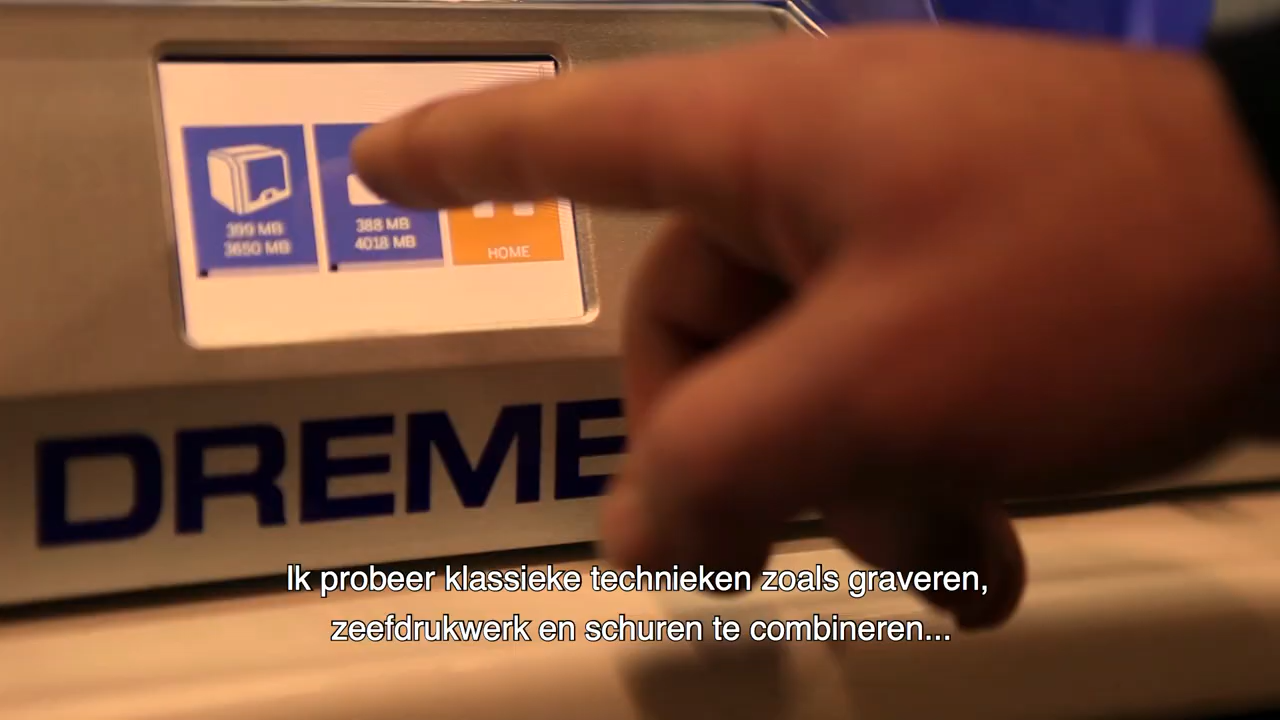 399 MB
3650 MB
388 MB
4018 MB
HOME
DREME
Ik probeer klassieke technieken zoals graveren,
zeefdrukwerk en schuren te combineren...